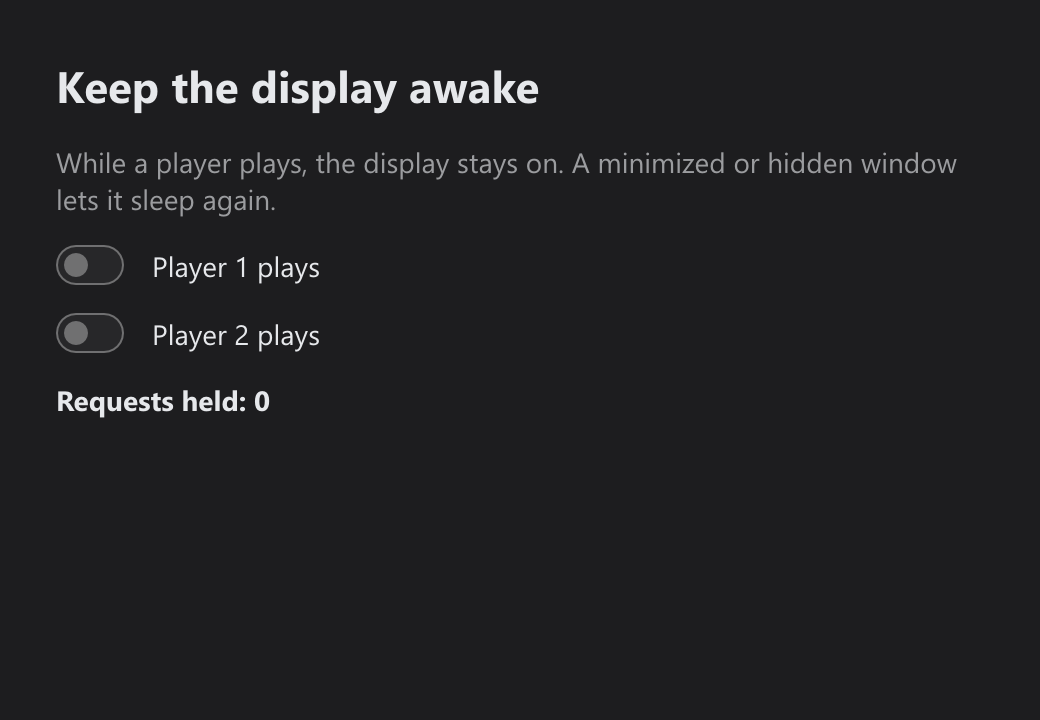 Keep the display awake
While a player plays, the display stays on. A minimized or hidden window
lets it sleep again.
Player 1 plays
Player 2 plays
Requests held: 0